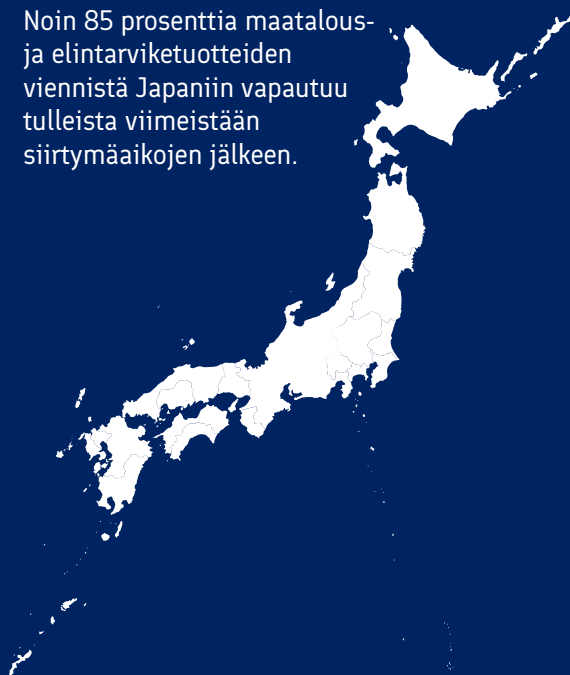 Noin 85 prosenttia maatalous-
ja elintarviketuotteiden
viennistä Japaniin vapautuu
tulleista viimeistään
siirtymäaikojen jälkeen.